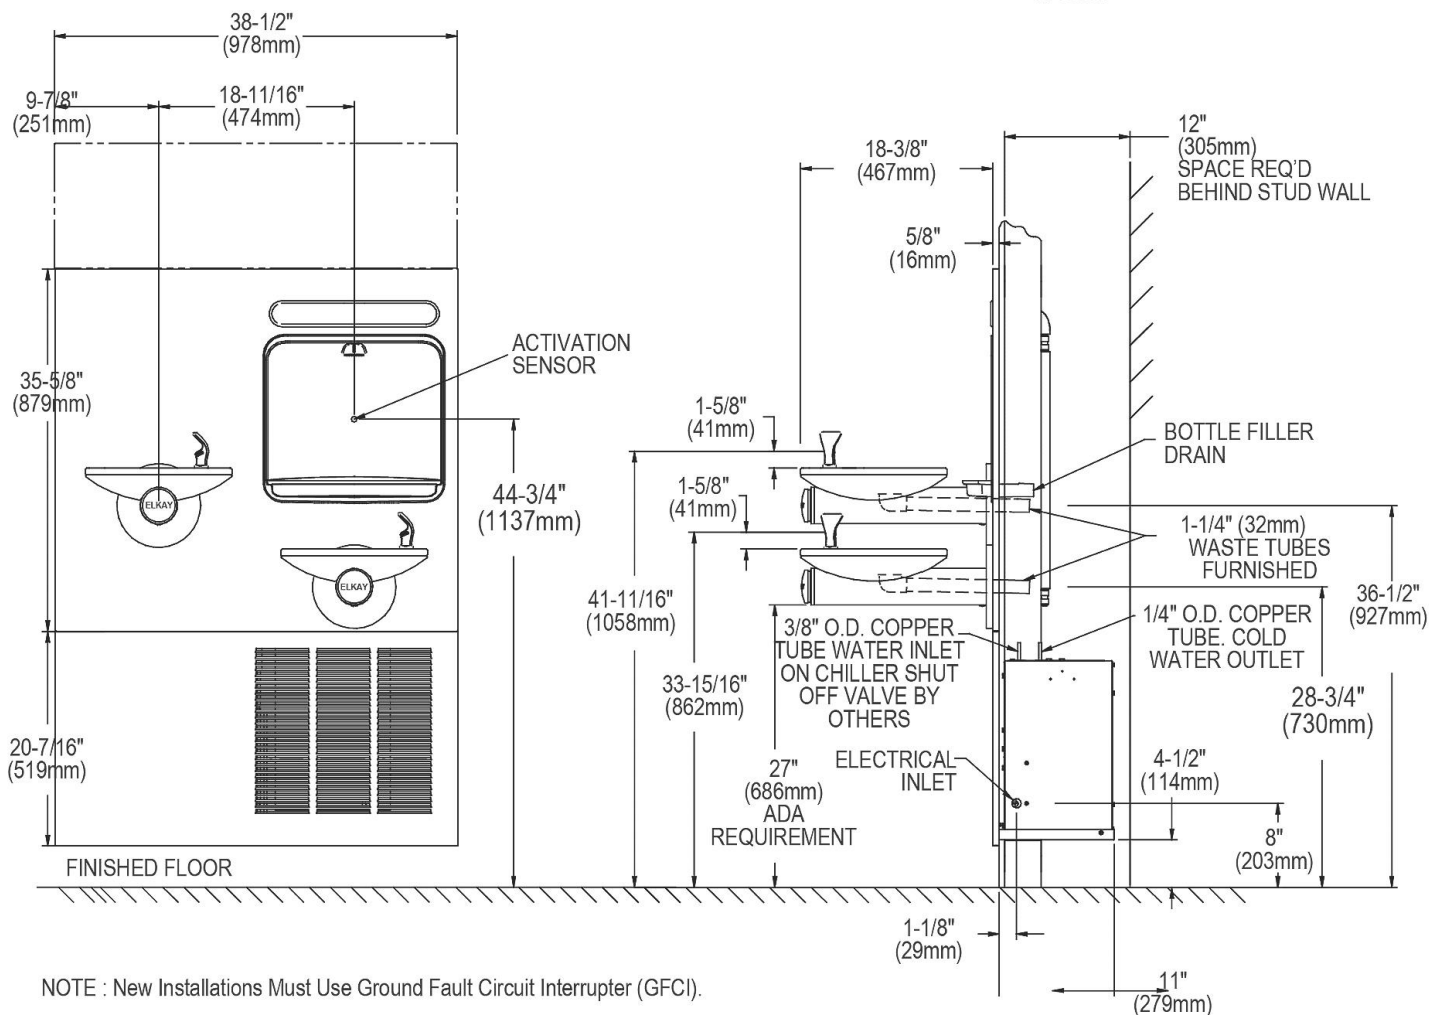 38-1/2"
(978mm)
9-7/8"
(251mm)
18-11/16"
(474mm)
12"
(305mm)
SPACE REQ'D
BEHIND STUD WALL
18-3/8"
(467mm)
5/8"
(16mm)
ACTIVATION
SENSOR
35-5/8"
(879mm)
1-5/8"
(41mm)
BOTTLE FILLER
DRAIN
44-3/4"
(1137mm)
1-5/8"
(41mm)
1-1/4" (32mm)
WASTE TUBES
FURNISHED
ELKAY
ELKAY
41-11/16"
(1058mm)
36-1/2"
(927mm)
3/8" O.D. COPPER
TUBE WATER INLET
ON CHILLER SHUT
OFF VALVE BY
OTHERS
1/4" O.D. COPPER
TUBE. COLD
WATER OUTLET
33-15/16"
(862mm)
28-3/4"
(730mm)
20-7/16"
(519mm)
27"
(686mm)
ADA
REQUIREMENT
ELECTRICAL
INLET
4-1/2"
(114mm)
8"
(203mm)
FINISHED FLOOR
1-1/8"
(29mm)
11"
(279mm)
NOTE : New Installations Must Use Ground Fault Circuit Interrupter (GFCI).